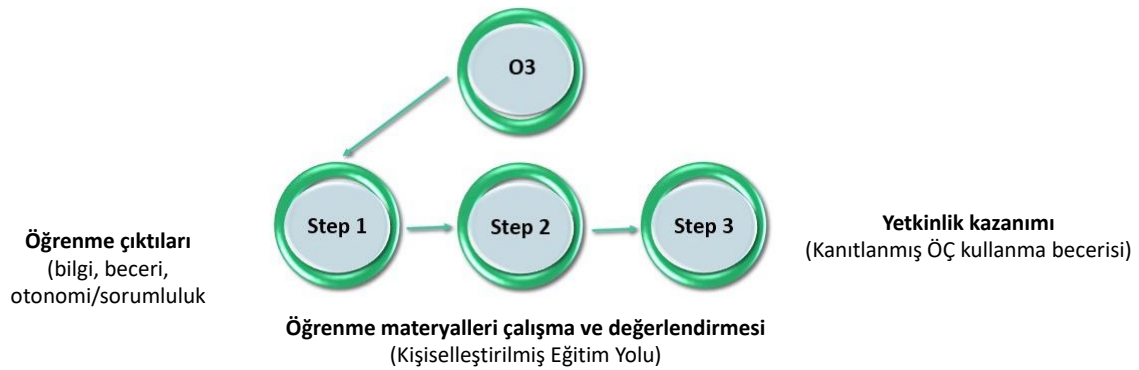 O3
Step 1
Step 2
Step 3
Öğrenme çıktıları
(bilgi, beceri,
otonomi/sorumluluk
Yetkinlik kazanımı
(Kanıtlanmış ÖÇ kullanma becerisi)
Öğrenme materyalleri çalışma ve değerlendirmesi
(Kişiselleştirilmiş Eğitim Yolu)